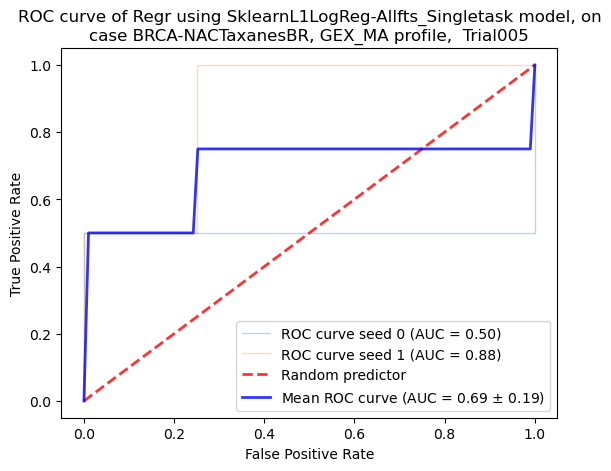 ROC curve of Regr using SklearnL1LogReg-Allfts_Singletask model, on
case BRCA-NACTaxanesBR, GEX_MA profile,  Trial005
1.0
0.8
0.6
0.4
0.2
0.0
True Positive Rate
ROC curve seed 0 (AUC = 0.50)
ROC curve seed 1 (AUC = 0.88)
Random predictor
Mean ROC curve (AUC = 0.69 ± 0.19)
0.0 0.2 0.4 0.6 0.8 1.0
False Positive Rate